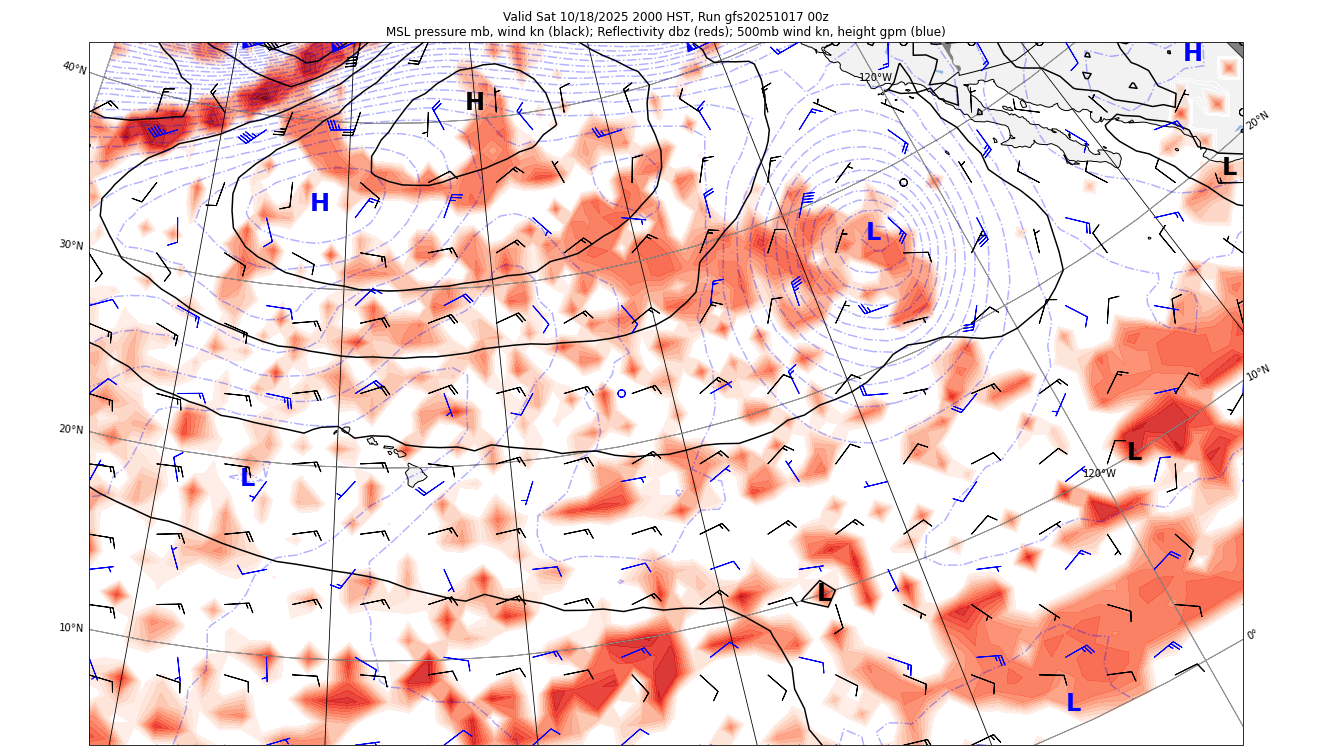 Valid Sat 10/18/2025 2000 HST, Run gfs20251017 00z
MSL pressure mb, wind kn (black); Reflectivity dbz (reds); 500mb wind kn, height gpm (blue)
H
40°N
120°W
H
20°N
L
H
L
30°N
10°N
20°N
L
L
120°W
L
10°N
0°
L